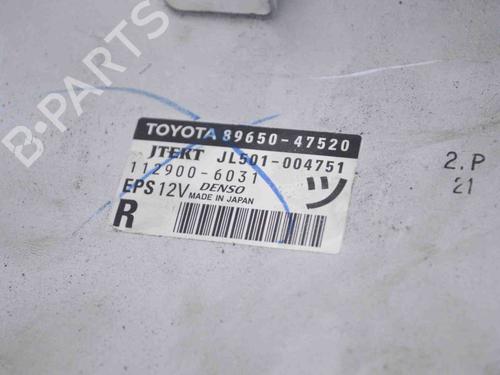 B-PARTS
TOYOTA 89650-47520
JTEKT JL501-004751
112900-6031
EPS 12V DENSO
MADE IN JAPAN
R ツ
2.P
21